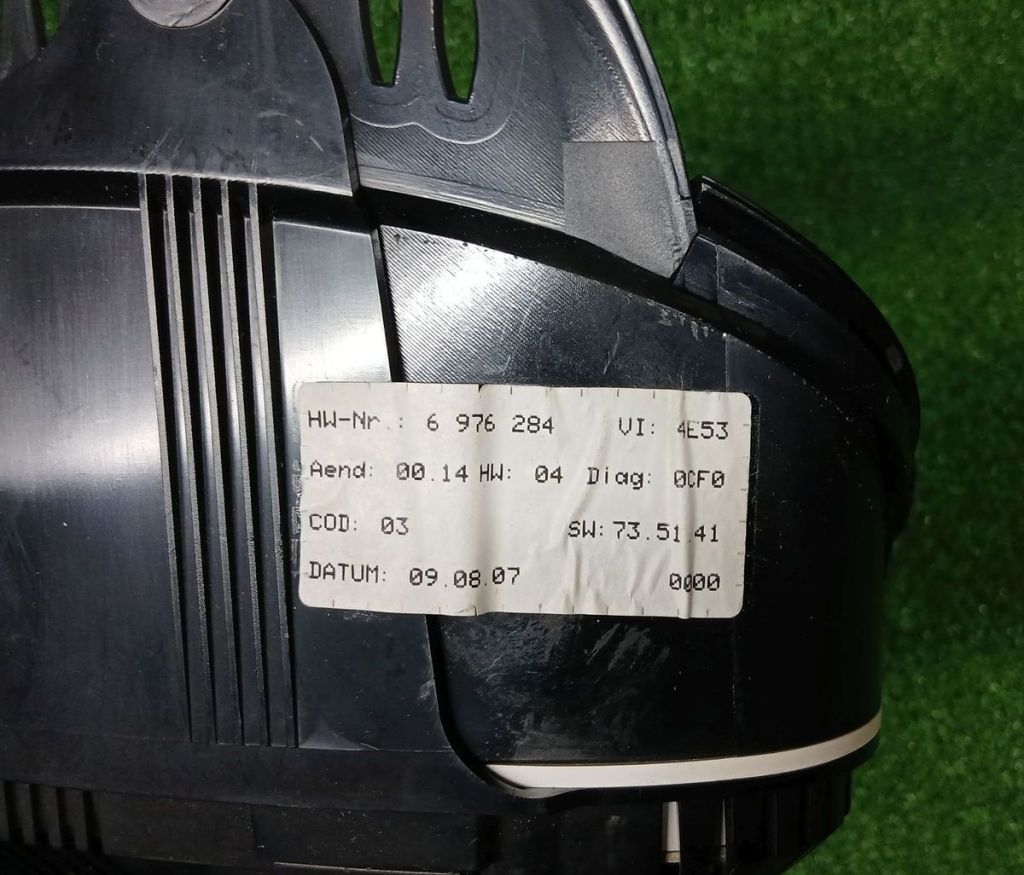 HW-Nr.: 6 976 284 VI: 4E53
Aend: 00.14 HW: 04 Diag: 0CF0
COD: 03 SW: 73.51.41
DATUM: 09.08.07 0000